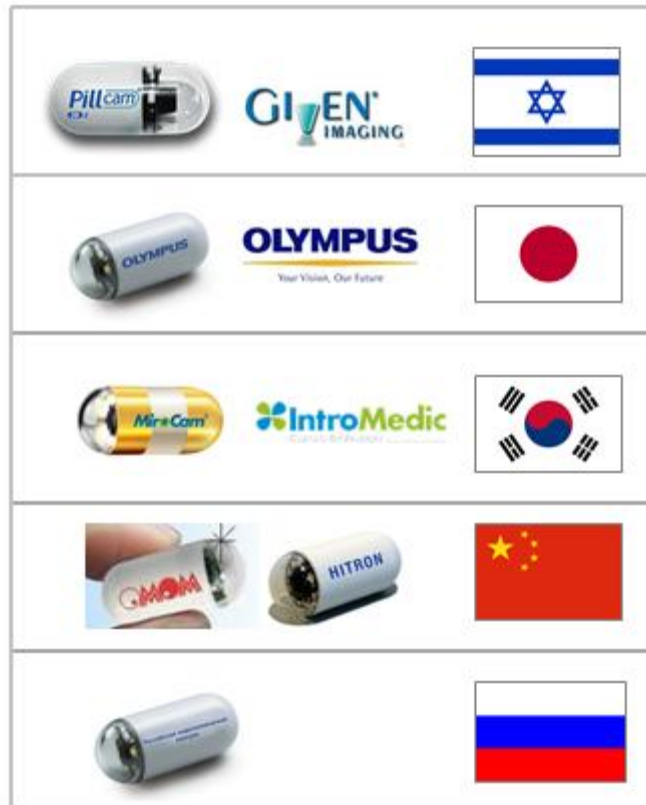 PillCam
GIVEN
IMAGING
OLYMPUS
OLYMPUS
Your Vision, Our Future
MiroCam
IntroMedic
OMOM
HITRON